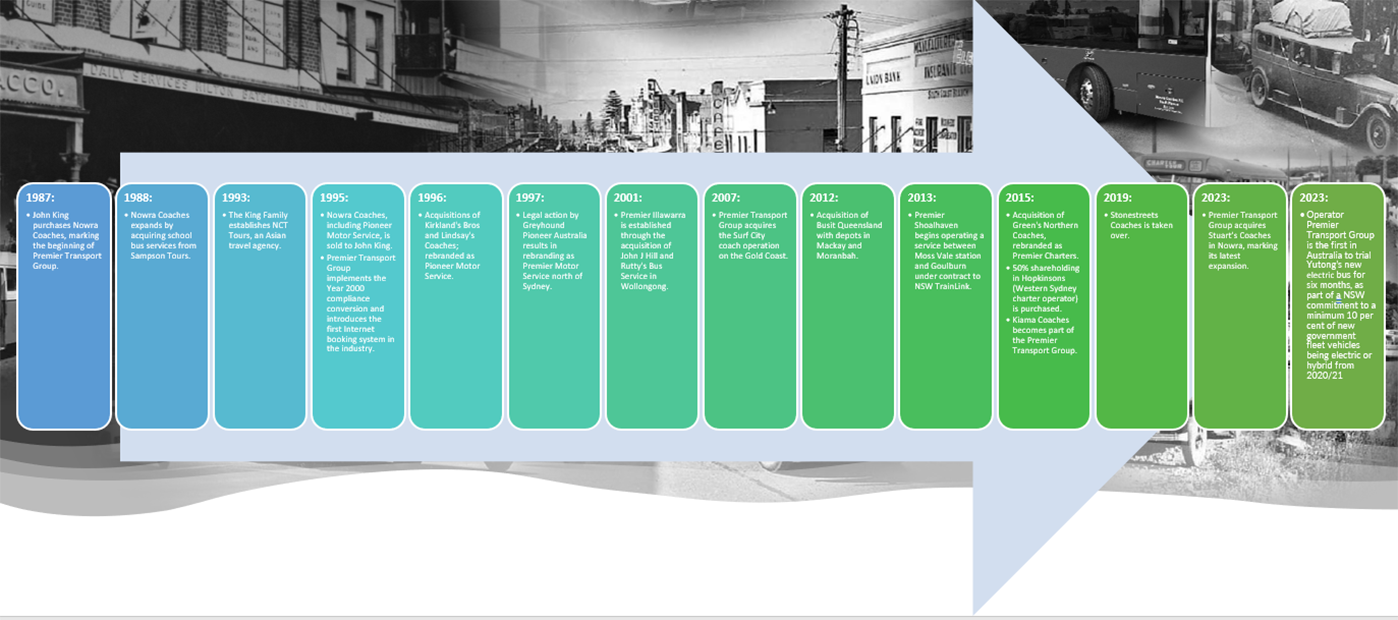 ACCO.
DAILY SERVICES
CAFE
UNION BANK
INSURANCE
1987:
• John King
purchases Nowra
Coaches, marking
the beginning of
Premier Transport
Group.
1988:
• Nowra Coaches
expands by
acquiring school
bus services from
Sampson Tours.
1993:
• The King Family
establishes NCT
Tours, an Asian
travel agency.
1995:
• Nowra Coaches,
including Pioneer
Motor Service, is
sold to John King.
• Premier Transport
Group
implements the
Year 2000
compliance
conversion and
introduces the
first Internet
booking system in
the industry.
1996:
• Acquisitions of
Kirkland's Bros
and Lindsay's
Coaches;
rebranded as
Pioneer Motor
Service.
1997:
• Legal action by
Greyhound
Pioneer Australia
results in
rebranding as
Premier Motor
Service north of
Sydney.
2001:
• Premier Illawarra
is established
through the
acquisition of
John J Hill and
Rutty's Bus
Service in
Wollongong.
2007:
• Premier Transport
Group acquires
the Surf City
coach operation
on the Gold Coast.
2012:
• Acquisition of
Busit Queensland
with depots in
Mackay and
Moranbah.
2013:
• Premier
Shoalhaven
begins operating a
service between
Moss Vale station
and Goulburn
under contract to
NSW TrainLink.
2015:
• Acquisition of
Green's Northern
Coaches,
rebranded as
Premier Charters.
• 50% shareholding
in Hopkinsons
(Western Sydney
charter operator)
is purchased.
• Kiama Coaches
becomes part of
the Premier
Transport Group.
2019:
• Stonestreets
Coaches is taken
over.
2023:
• Premier Transport
Group acquires
Stuart's Coaches
in Nowra, marking
its latest
expansion.
2023:
• Operator
Premier
Transport Group
is the first in
Australia to trial
Yutong's new
electric bus for
six months, as
part of a NSW
commitment to a
minimum 10 per
cent of new
government
fleet vehicles
being electric or
hybrid from
2020/21